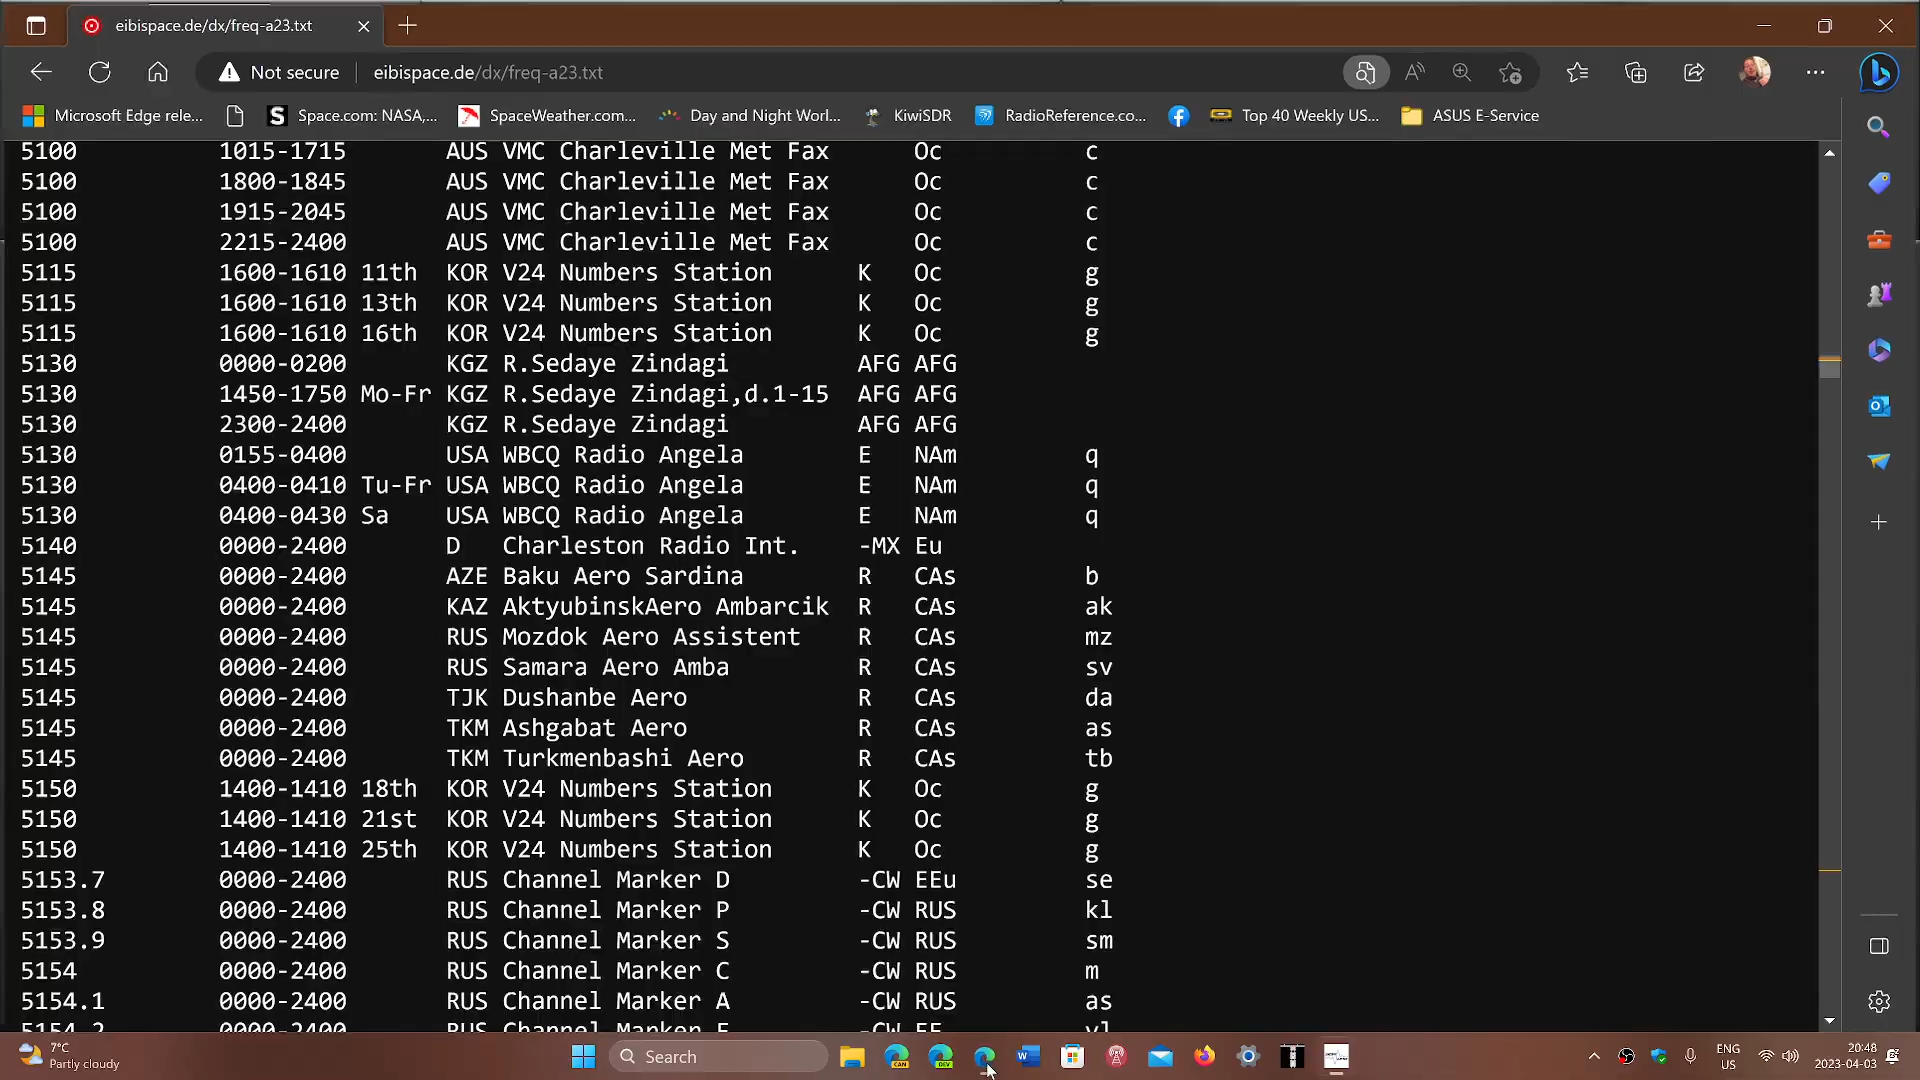 eibispace.de/dx/freq-a23.txt
Not secure eibispace.de/dx/freq-a23.txt
Microsoft Edge rele... S Space.com: NASA,... SpaceWeather.com... Day and Night Worl... KiwiSDR RadioReference.co... Top 40 Weekly US... ASUS E-Service
5100 1015-1715 AUS VMC Charleville Met Fax Oc c
5100 1800-1845 AUS VMC Charleville Met Fax Oc c
5100 1915-2045 AUS VMC Charleville Met Fax Oc c
5100 2215-2400 AUS VMC Charleville Met Fax Oc c
5115 1600-1610 11th KOR V24 Numbers Station K Oc g
5115 1600-1610 13th KOR V24 Numbers Station K Oc g
5115 1600-1610 16th KOR V24 Numbers Station K Oc g
5130 0000-0200 KGZ R.Sedaye Zindagi AFG AFG
5130 1450-1750 Mo-Fr KGZ R.Sedaye Zindagi,d.1-15 AFG AFG
5130 2300-2400 KGZ R.Sedaye Zindagi AFG AFG
5130 0155-0400 USA WBCQ Radio Angela E NAm q
5130 0400-0410 Tu-Fr USA WBCQ Radio Angela E NAm q
5130 0400-0430 Sa USA WBCQ Radio Angela E NAm q
5140 0000-2400 D Charleston Radio Int. -MX Eu
5145 0000-2400 AZE Baku Aero Sardina R CAs b
5145 0000-2400 KAZ AktyubinskAero Ambarcik R CAs ak
5145 0000-2400 RUS Mozdok Aero Assistent R CAs mz
5145 0000-2400 RUS Samara Aero Amba R CAs sv
5145 0000-2400 TJK Dushanbe Aero R CAs da
5145 0000-2400 TKM Ashgabat Aero R CAs as
5145 0000-2400 TKM Turkmenbashi Aero R CAs tb
5150 1400-1410 18th KOR V24 Numbers Station K Oc g
5150 1400-1410 21st KOR V24 Numbers Station K Oc g
5150 1400-1410 25th KOR V24 Numbers Station K Oc g
5153.7 0000-2400 RUS Channel Marker D -CW EEu se
5153.8 0000-2400 RUS Channel Marker P -CW RUS kl
5153.9 0000-2400 RUS Channel Marker S -CW RUS sm
5154 0000-2400 RUS Channel Marker C -CW RUS m
5154.1 0000-2400 RUS Channel Marker A -CW RUS as
5154.2 0000-2400 RUS Channel Marker
7°C
Partly cloudy
Search
CAN
DEV
ENG
US
20:48
2023-04-03